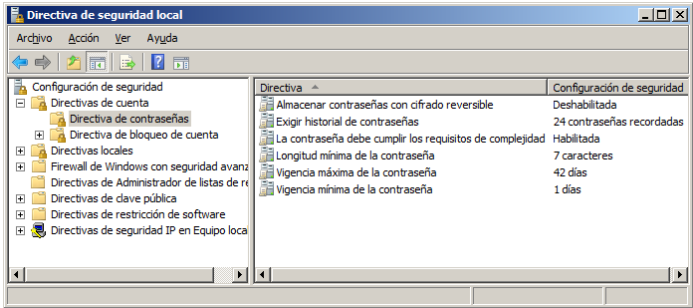 Directiva de seguridad local
Archivo Acción Ver Ayuda
Configuración de seguridad
Directivas de cuenta
Directiva de contraseñas
Directiva de bloqueo de cuenta
Directivas locales
Firewall de Windows con seguridad avanz
Directivas de Administrador de listas de re
Directivas de clave pública
Directivas de restricción de software
Directivas de seguridad IP en Equipo loca
Directiva Configuración de seguridad
Almacenar contraseñas con cifrado reversible Deshabilitada
Exigir historial de contraseñas 24 contraseñas recordadas
La contraseña debe cumplir los requisitos de complejidad Habilitada
Longitud mínima de la contraseña 7 caracteres
Vigencia máxima de la contraseña 42 días
Vigencia mínima de la contraseña 1 días